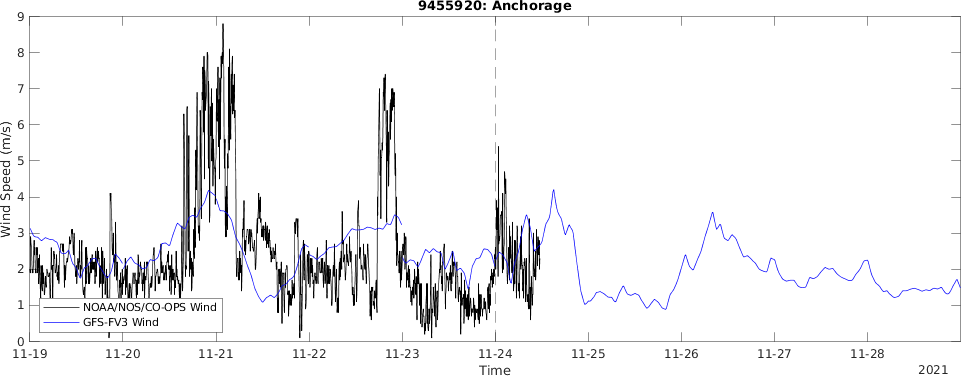 9455920: Anchorage
9
8
7
6
5
4
3
2
1
0
Wind Speed (m/s)
NOAA/NOS/CO-OPS Wind
GFS-FV3 Wind
11-19 11-20 11-21 11-22 11-23 11-24 11-25 11-26 11-27 11-28
Time
2021